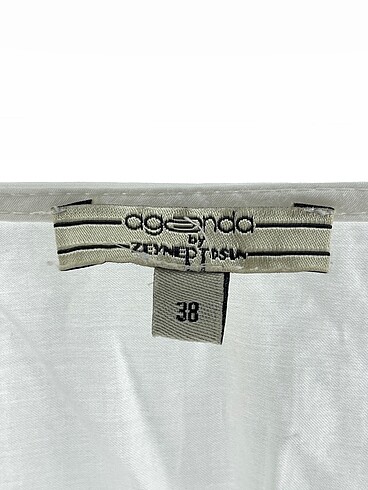 agenda
by
ZEYNEP TOSUN
38